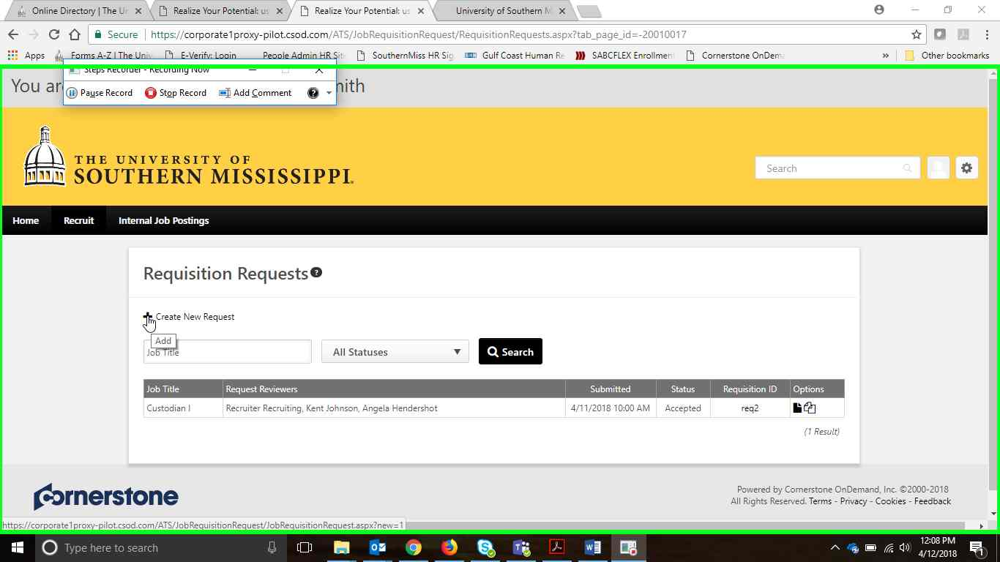 Online Directory | The Ur
Realize Your Potential: us
Realize Your Potential: us
University of Southern M
Secure
https://corporate1proxy-pilot.csod.com/ATS/JobRequisitionRequest/RequisitionRequests.aspx?tab_page_id=-20010017
Apps
Forms A-Z | The Univ
E-Verify: Login
People Admin HR Site
SouthernMiss HR Sig
Gulf Coast Human Re
SABCFLEX Enrollment
Cornerstone OnDema
»
Other bookmarks
Steps Recorder - Recording Now
Pause Record
Stop Record
Add Comment
You ar
mith
THE UNIVERSITY OF
SOUTHERN MISSISSIPPI
Search
Home
Recruit
Internal Job Postings
Requisition Requests
Create New Request
Add
Job Title
All Statuses
Search
Job Title Request Reviewers Submitted Status Requisition ID Options
Custodian I Recruiter Recruiting, Kent Johnson, Angela Hendershot 4/11/2018 10:00 AM Accepted req2
(1 Result)
Cornerstone
Powered by Cornerstone OnDemand, Inc. ©2000-2018
All Rights Reserved. Terms - Privacy - Cookies - Feedback
https://corporate1proxy-pilot.csod.com/ATS/JobRequisitionRequest/JobRequisitionRequest.aspx?new=1
Type here to search
12:08 PM
4/12/2018
1